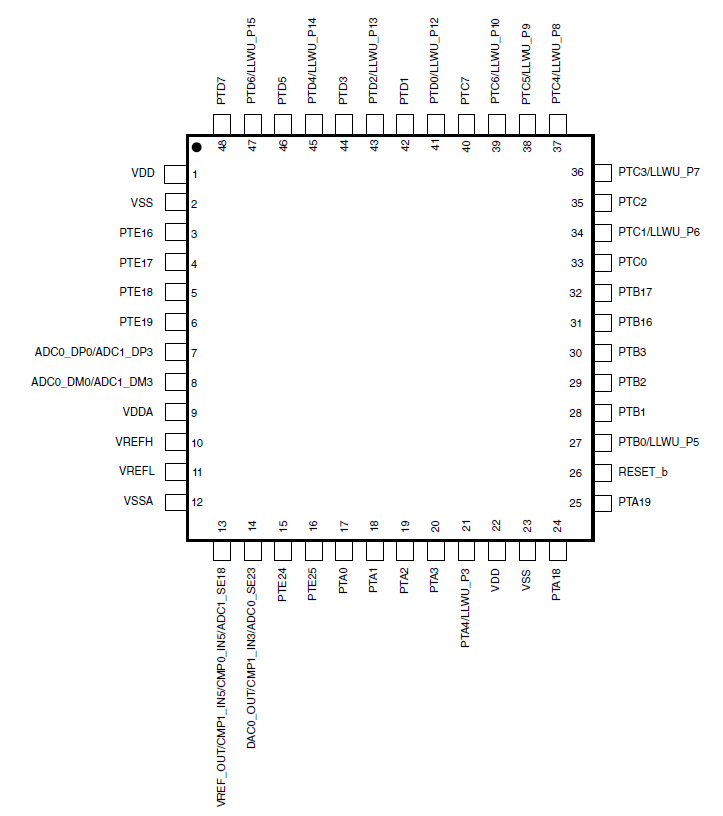 PTD7
PTD6/LLWU_P15
PTD5
PTD4/LLWU_P14
PTD3
PTD2/LLWU_P13
PTD1
PTD0/LLWU_P12
PTC7
PTC6/LLWU_P10
PTC5/LLWU_P9
PTC4/LLWU_P8
48 47 46 45 44 43 42 41 40 39 38 37
VDD 1 36 PTC3/LLWU_P7
VSS 2 35 PTC2
PTE16 3 34 PTC1/LLWU_P6
PTE17 4 33 PTC0
PTE18 5 32 PTB17
PTE19 6 31 PTB16
ADC0_DP0/ADC1_DP3 7 30 PTB3
ADC0_DM0/ADC1_DM3 8 29 PTB2
VDDA 9 28 PTB1
VREFH 10 27 PTB0/LLWU_P5
VREFL 11 26 RESET_b
VSSA 12 25 PTA19
13 14 15 16 17 18 19 20 21 22 23 24
VREF_OUT/CMP1_IN5/CMP0_IN5/ADC1_SE18
DAC0_OUT/CMP1_IN3/ADC0_SE23
PTE24
PTE25
PTA0
PTA1
PTA2
PTA3
PTA4/LLWU_P3
VDD
VSS
PTA18